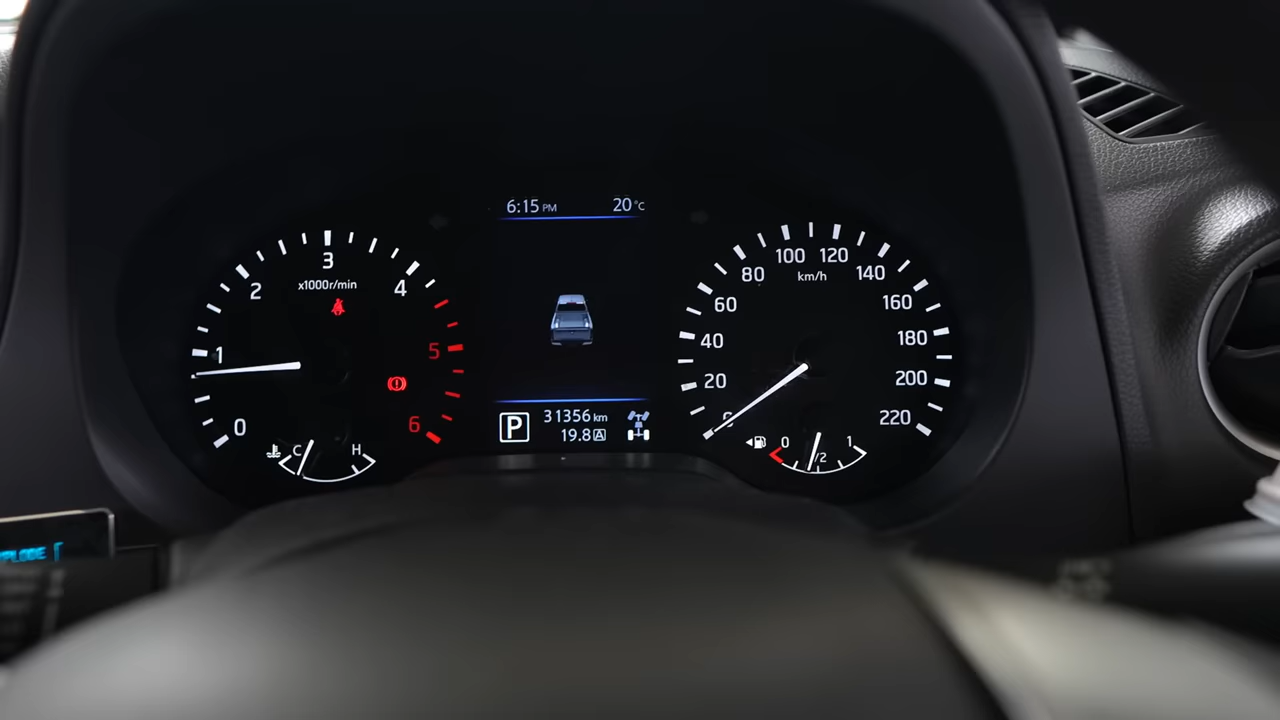 6:15 PM 20°C
0 1 2 3 4 5 6
x1000r/min
C H
P
31356 km
19.8 A
0 20 40 60 80 100 120 140 160 180 200 220
km/h
0 1/2 1